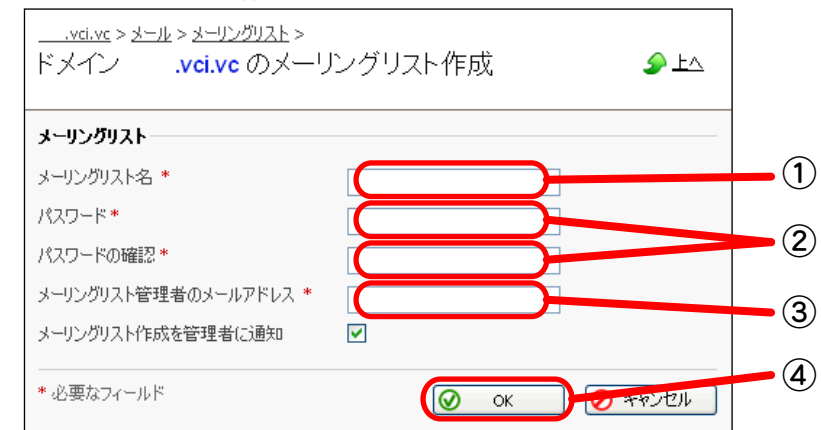 .vci.vc > メール > メーリングリスト >
ドメイン .vci.vc のメーリングリスト作成
上へ
メーリングリスト
メーリングリスト名 *
①
パスワード *
②
パスワードの確認 *
メーリングリスト管理者のメールアドレス *
③
メーリングリスト作成を管理者に通知
④
* 必要なフィールド
OK
キャンセル